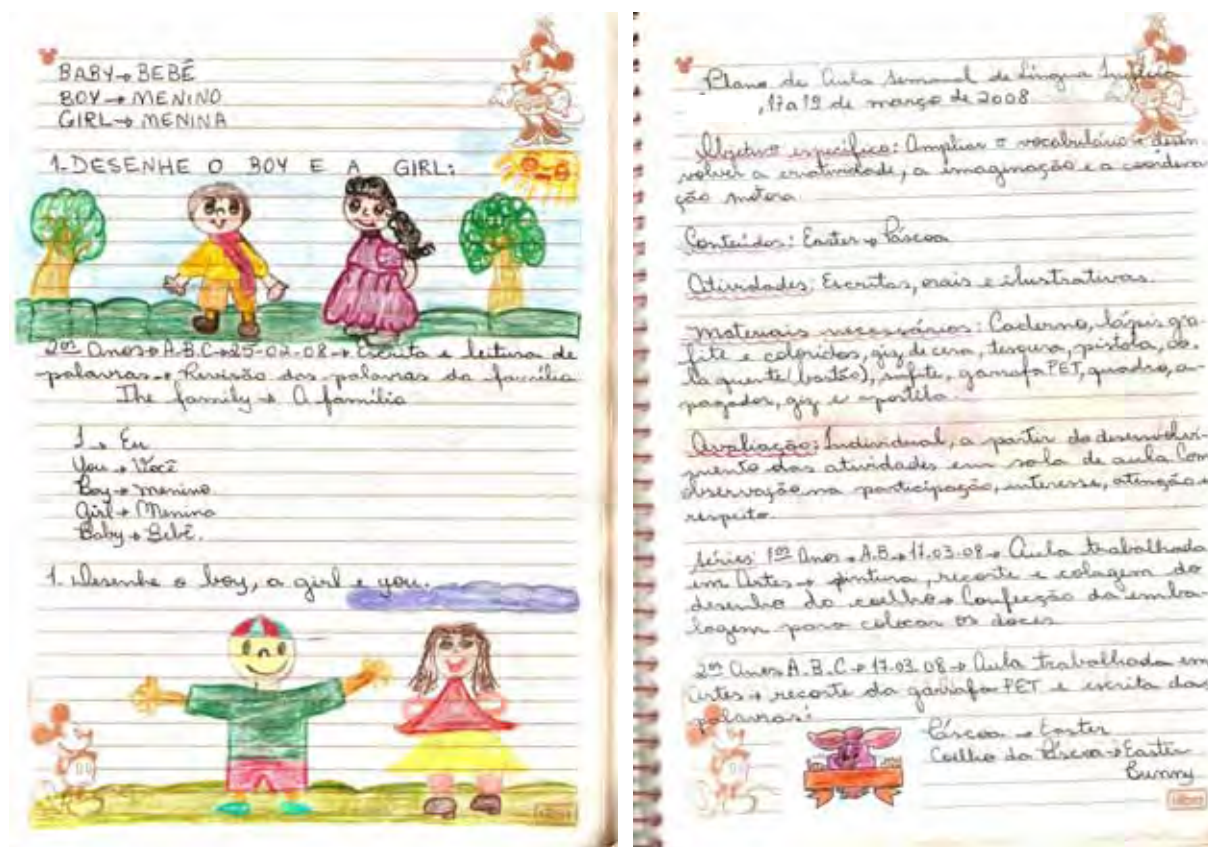 BABY→BEBÊ
BOY→MENINO
GIRL→MENINA
1-DESENHE O BOY E A GIRL:
2ºs Anos→A.B.C→25-02-08→Escrita e leitura de
palavras→Revisão das palavras da família
The family→A família
I→Eu
You→Você
Boy→Menino
Girl→Menina
Baby→Bebê.
1. Desenhe o boy, a girl e you.
tilibra
Plano de Aula Semanal de Língua Inglesa
, 17 a 19 de março de 2008
Objetivo específico: Ampliar o vocabulário e desen-
volver a criatividade, a imaginação e a coordena-
ção motora.
Conteúdos: Easter→Páscoa
Atividades: Escritas, orais e ilustrativas.
Materiais necessários: Caderno, lápis gra-
fite e coloridos, giz de cera, tesoura, pistola, co-
la quente (bastão), sufite, garrafa PET, quadro, a-
pagador, giz e apostila.
Avaliação: Individual, a partir do desenvolvi-
mento das atividades em sala de aula. Com
observação na participação, interesse, atenção e
respeito.
Séries: 1ºs Anos→A.B→17.03.08→Aula trabalhada
em Artes→pintura, recorte e colagem do
desenho do coelho→Confecção da emba-
lagem para colocar os doces
2ºs Anos A.B.C→17.03.08→Aula trabalhada em
Artes→recorte da garrafa PET e escrita das
palavras:
Páscoa→Easter
Coelho da Páscoa→Easter
Bunny
tilibra